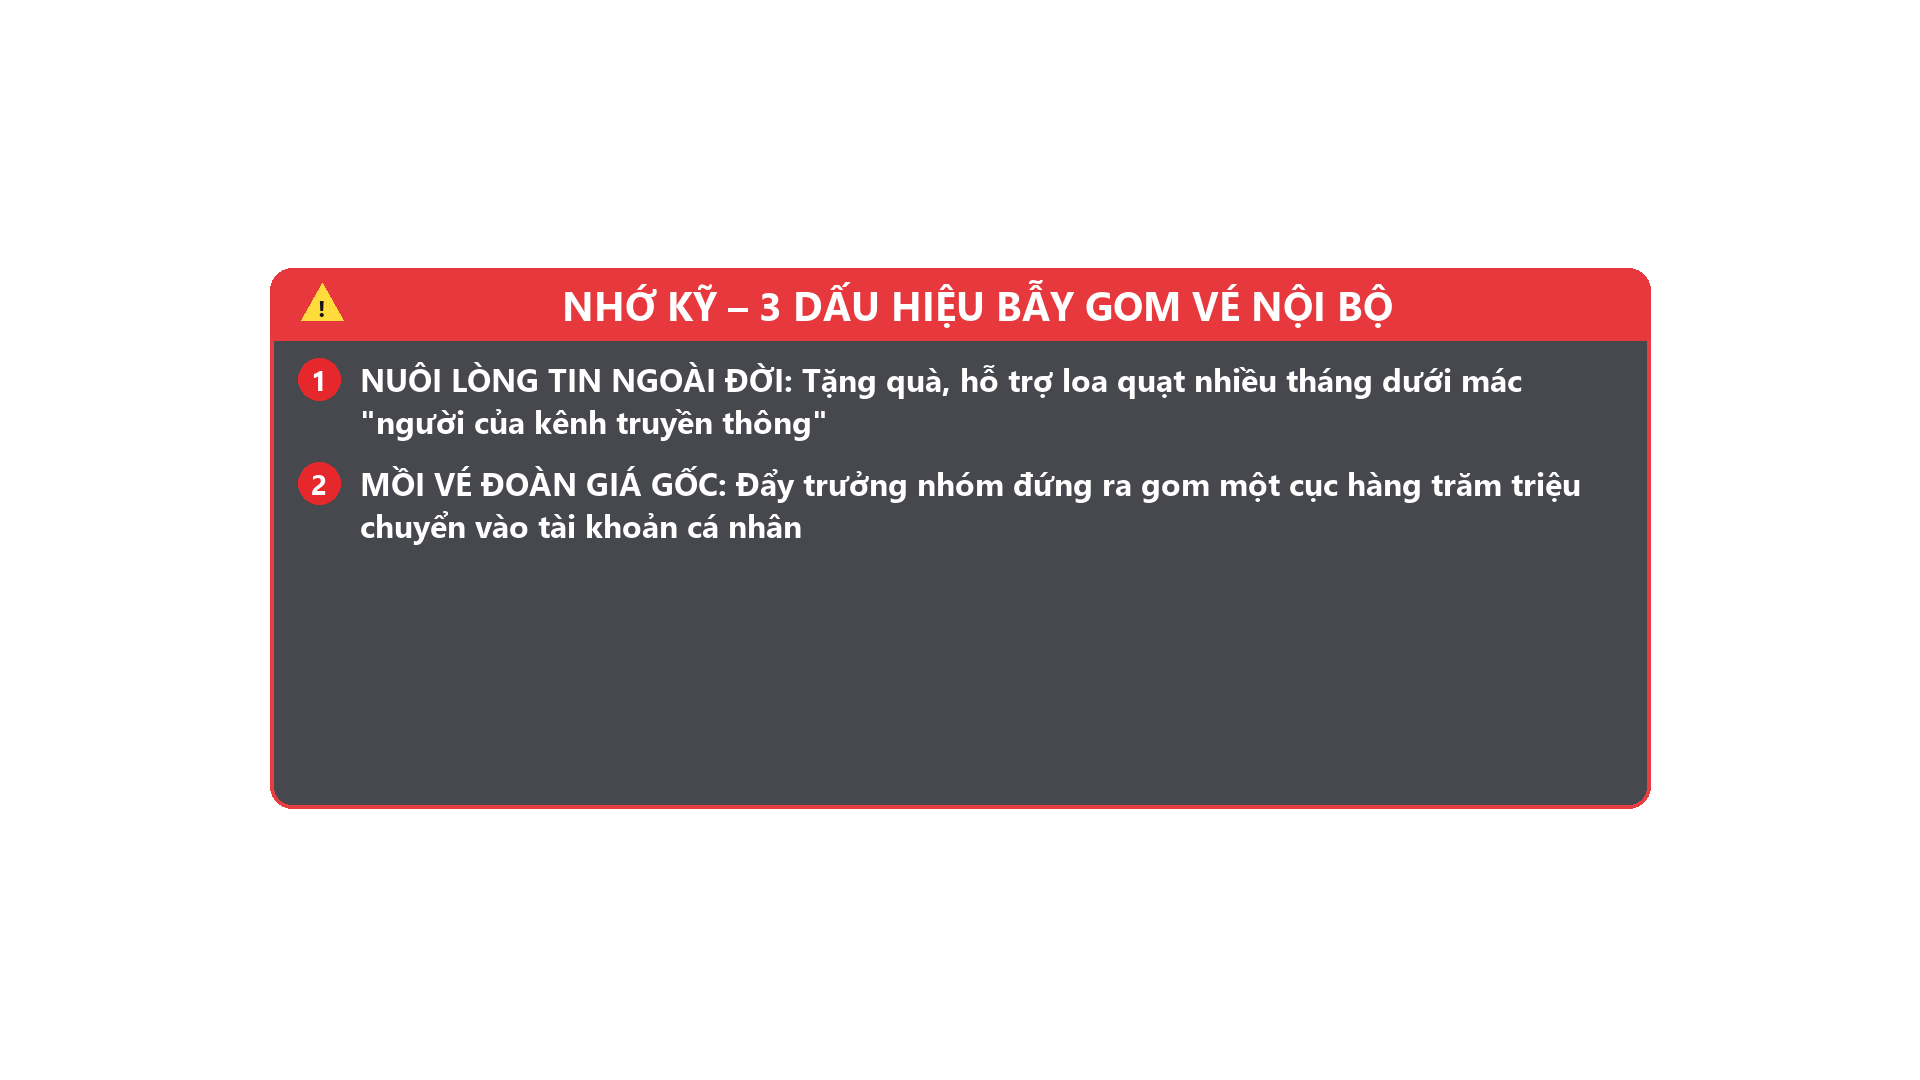 ! NHỚ KỸ – 3 DẤU HIỆU BẪY GOM VÉ NỘI BỘ
1 NUÔI LÒNG TIN NGOÀI ĐỜI: Tặng quà, hỗ trợ loa quạt nhiều tháng dưới mác
"người của kênh truyền thông"
2 MỒI VÉ ĐOÀN GIÁ GỐC: Đẩy trưởng nhóm đứng ra gom một cục hàng trăm triệu
chuyển vào tài khoản cá nhân